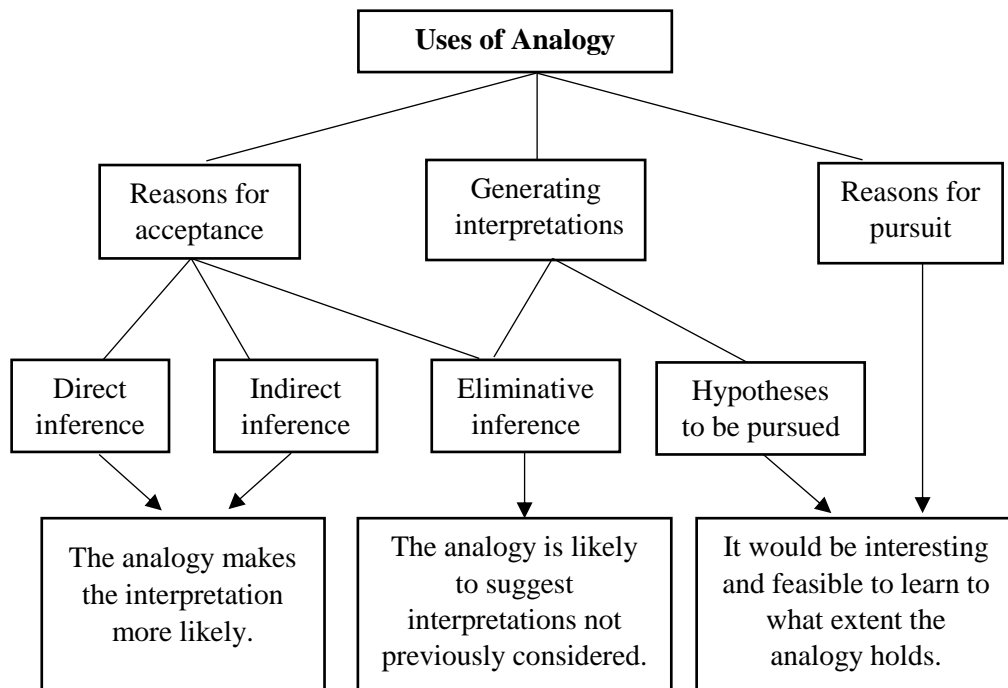 Uses of Analogy
Reasons for
acceptance
Generating
interpretations
Reasons for
pursuit
Direct
inference
Indirect
inference
Eliminative
inference
Hypotheses
to be pursued
The analogy makes
the interpretation
more likely.
The analogy is likely
to suggest
interpretations not
previously considered.
It would be interesting
and feasible to learn to
what extent the
analogy holds.